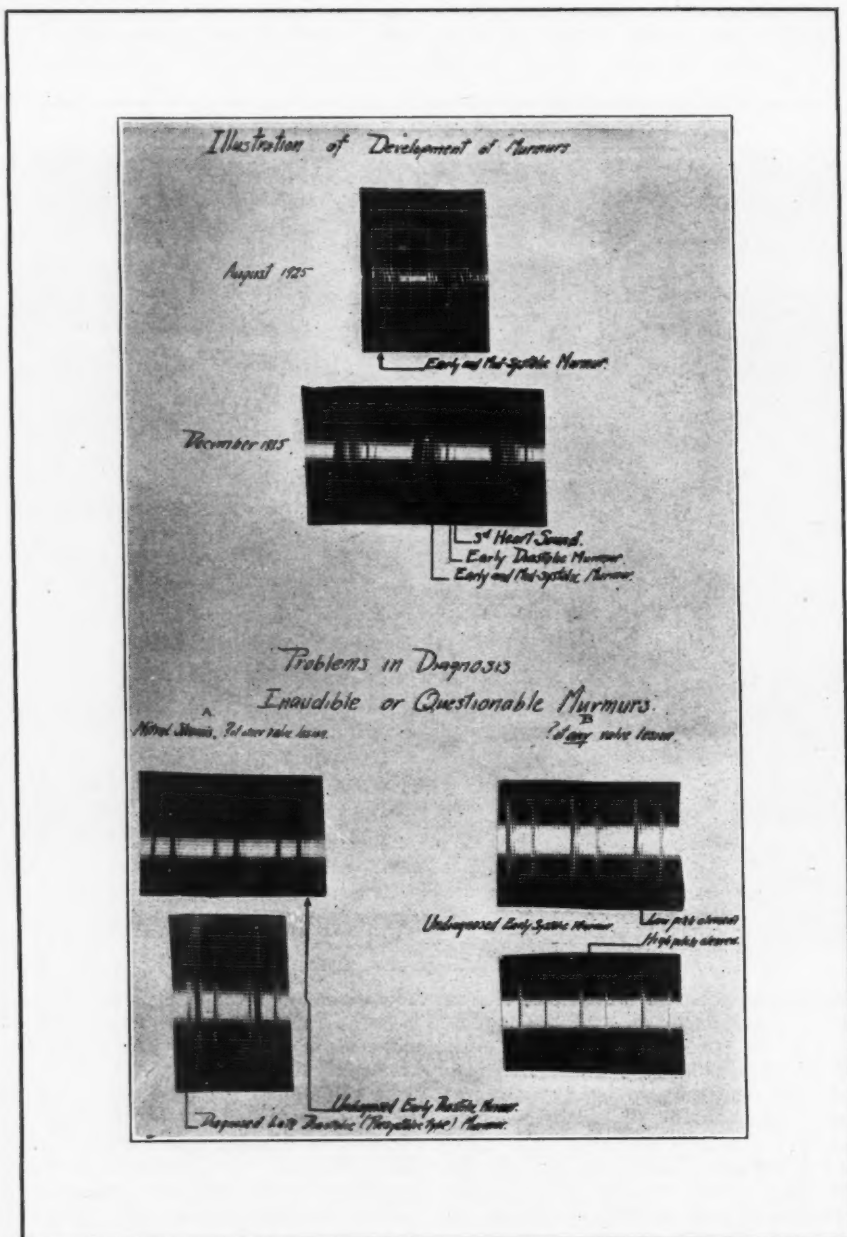 Illustration of Development of Murmurs
August 1925
Early and Mid-systolic Murmur.
December 1925
3rd Heart Sound.
Early Diastolic Murmur
Early and Mid-systolic Murmur.
Problems in Diagnosis
Inaudible or Questionable Murmurs.
A
B
Mitral Stenosis, ? other valve lesion.
? of any valve lesion.
Undiagnosed Early Systolic Murmur.
Low pitch element
High pitch element.
Undiagnosed Early Diastolic Murmur.
Diagnosed Late Diastolic (Presystolic Type) Murmur.